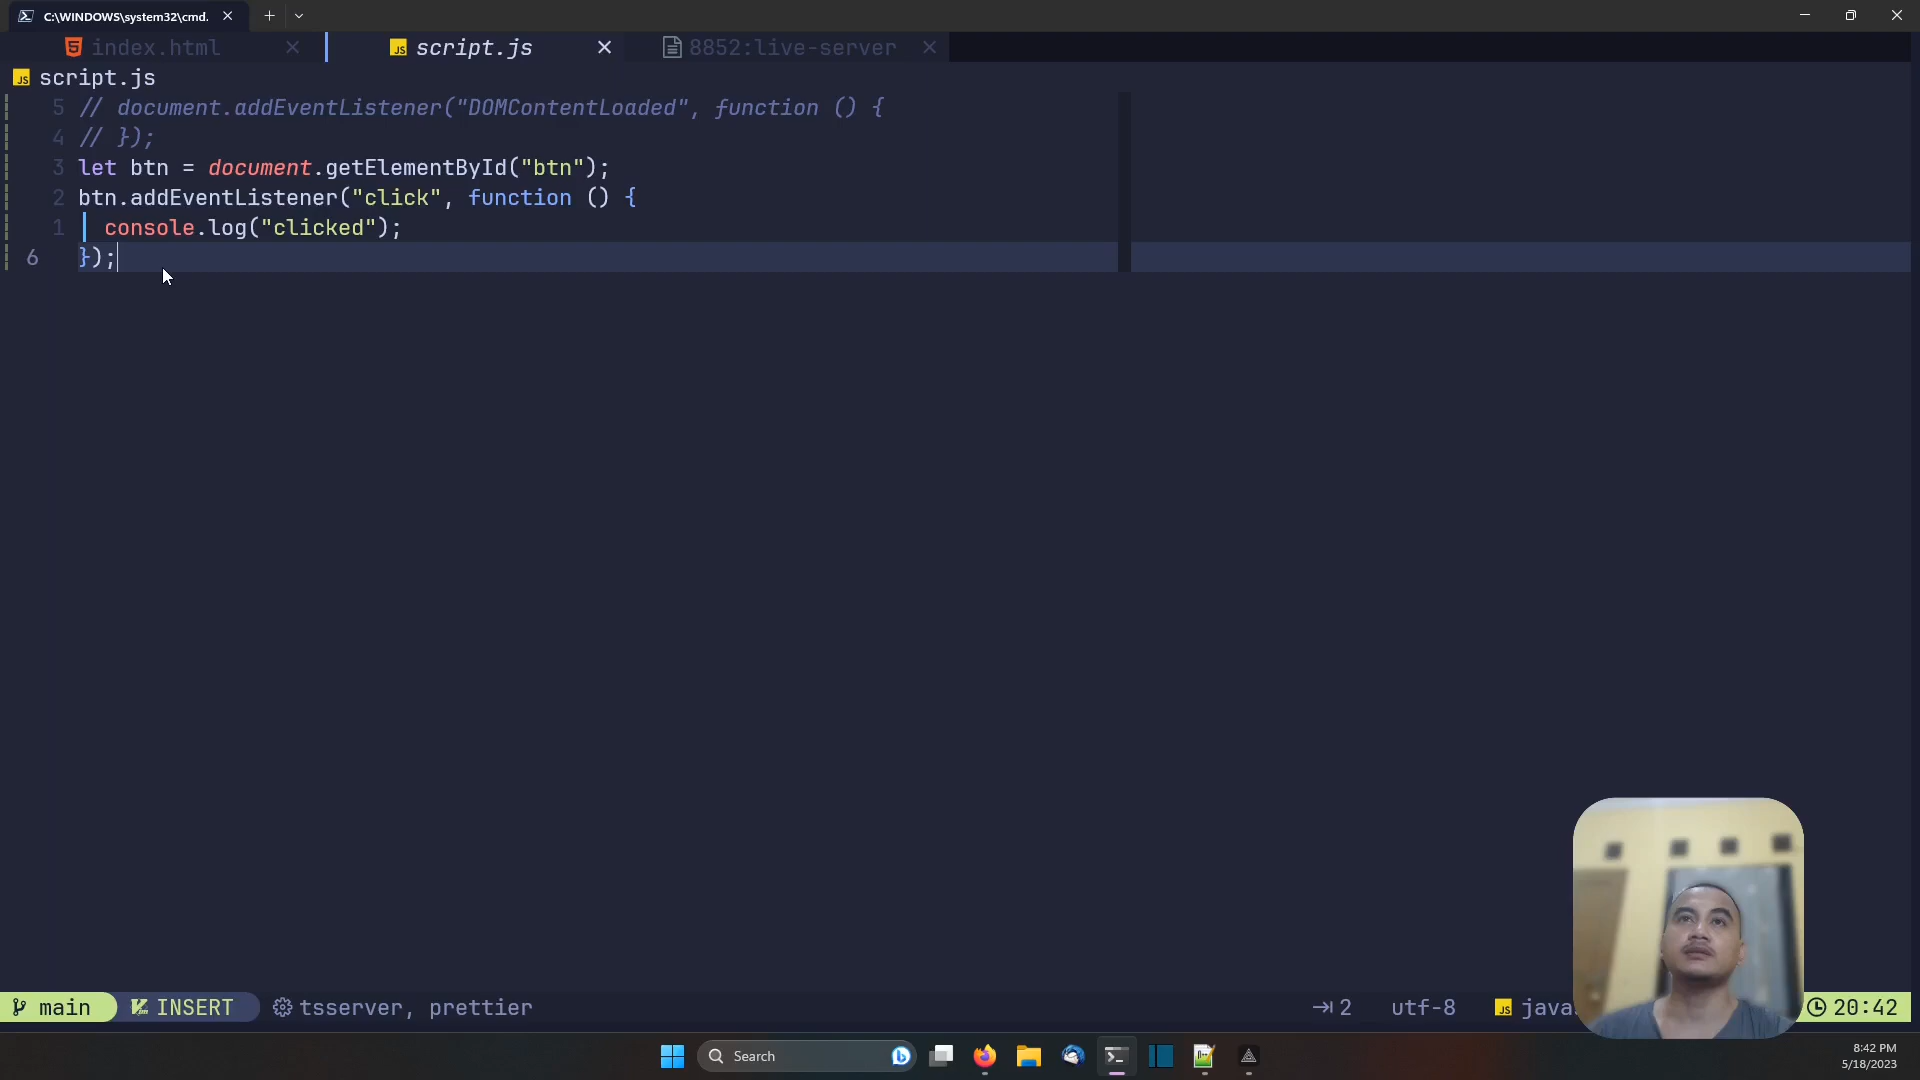 C:\WINDOWS\system32\cmd.
index.html
script.js
8852:live-server
script.js
5 // document.addEventListener("DOMContentLoaded", function () {
4 // });
3 let btn = document.getElementById("btn");
2 btn.addEventListener("click", function () {
1 console.log("clicked");
6 });
main INSERT tsserver, prettier 2 utf-8 javas 20:42
Search
8:42 PM
5/18/2023